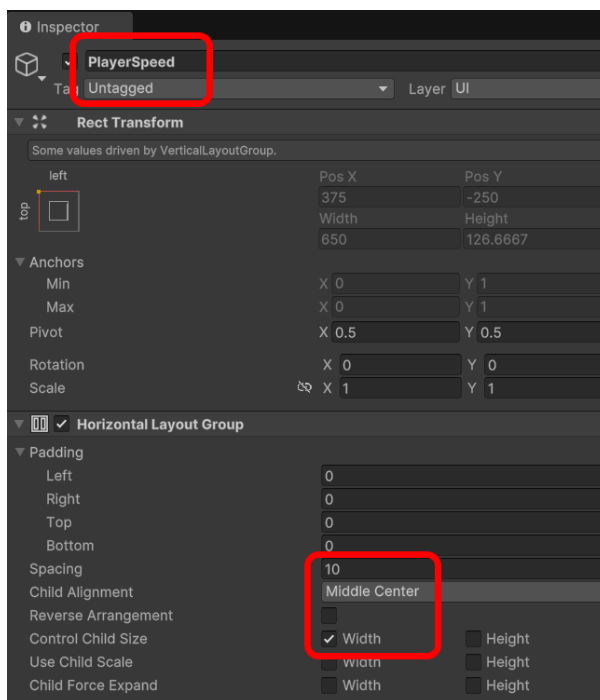 Inspector
PlayerSpeed
Tag Untagged Layer UI
Rect Transform
Some values driven by VerticalLayoutGroup.
left Pos X Pos Y
375 -250
top
Width Height
650 126.6667
Anchors
Min X 0 Y 1
Max X 0 Y 1
Pivot X 0.5 Y 0.5
Rotation X 0 Y 0
Scale X 1 Y 1
Horizontal Layout Group
Padding
Left 0
Right 0
Top 0
Bottom 0
Spacing 10
Child Alignment Middle Center
Reverse Arrangement
Control Child Size Width Height
Use Child Scale Width Height
Child Force Expand Width Height